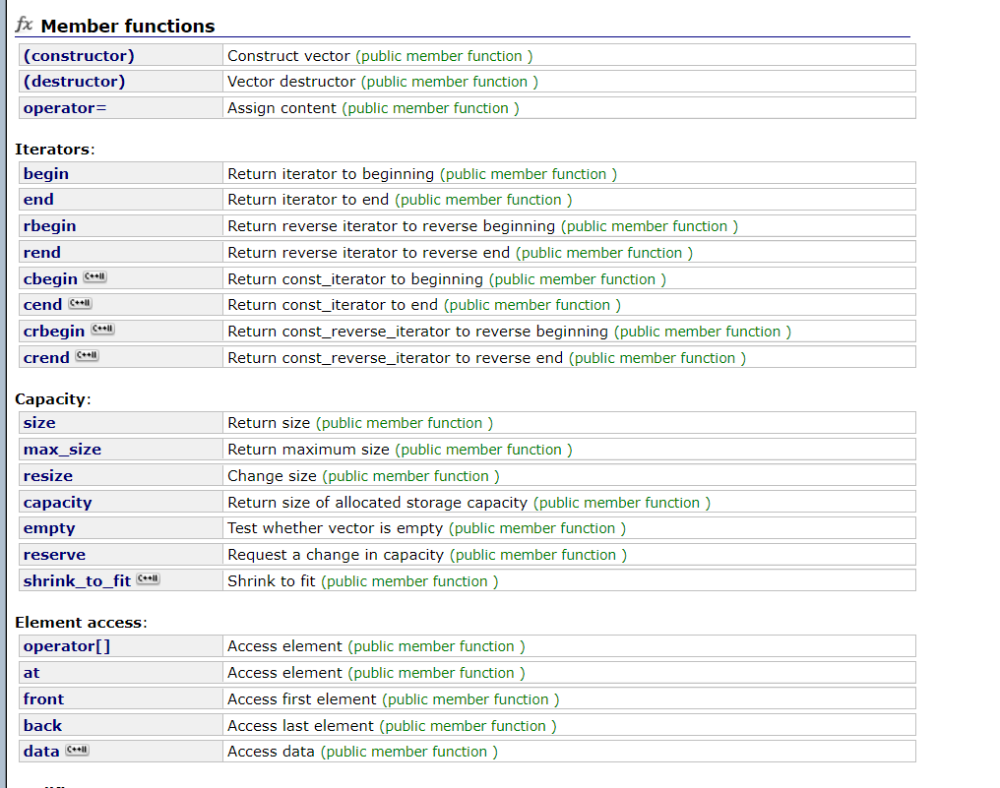 fx Member functions
(constructor) Construct vector (public member function )
(destructor) Vector destructor (public member function )
operator= Assign content (public member function )
Iterators:
begin Return iterator to beginning (public member function )
end Return iterator to end (public member function )
rbegin Return reverse iterator to reverse beginning (public member function )
rend Return reverse iterator to reverse end (public member function )
cbegin C++11 Return const_iterator to beginning (public member function )
cend C++11 Return const_iterator to end (public member function )
crbegin C++11 Return const_reverse_iterator to reverse beginning (public member function )
crend C++11 Return const_reverse_iterator to reverse end (public member function )
Capacity:
size Return size (public member function )
max_size Return maximum size (public member function )
resize Change size (public member function )
capacity Return size of allocated storage capacity (public member function )
empty Test whether vector is empty (public member function )
reserve Request a change in capacity (public member function )
shrink_to_fit C++11 Shrink to fit (public member function )
Element access:
operator[] Access element (public member function )
at Access element (public member function )
front Access first element (public member function )
back Access last element (public member function )
data C++11 Access data (public member function )